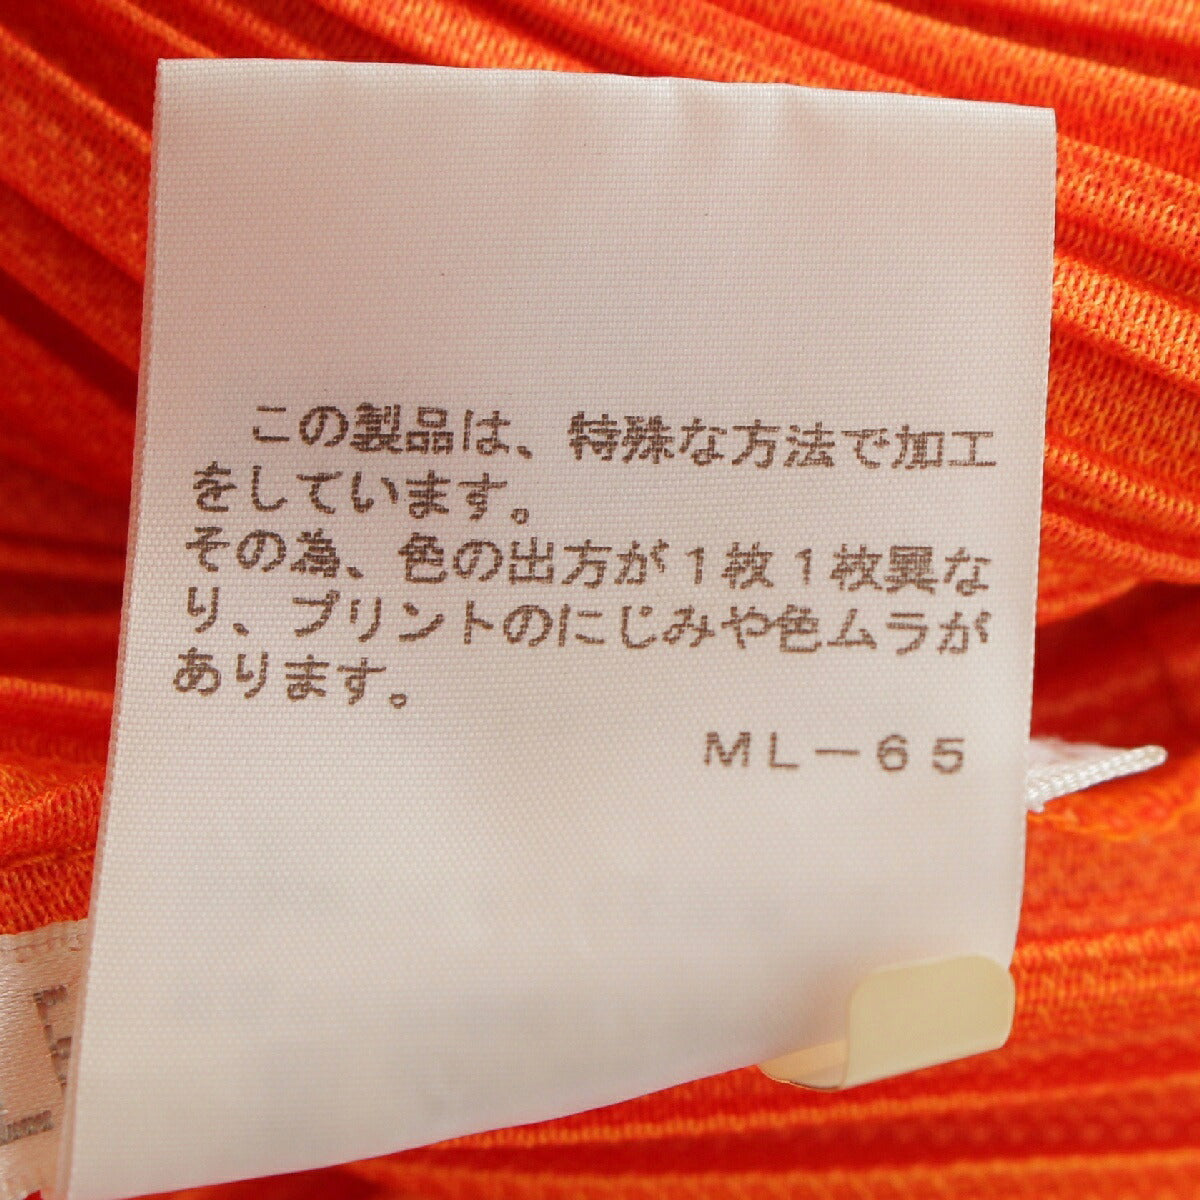 この製品は、特殊な方法で加工
をしています。
その為、色の出方が１枚１枚異な
り、プリントのにじみや色ムラが
あります。
ＭＬ－６５